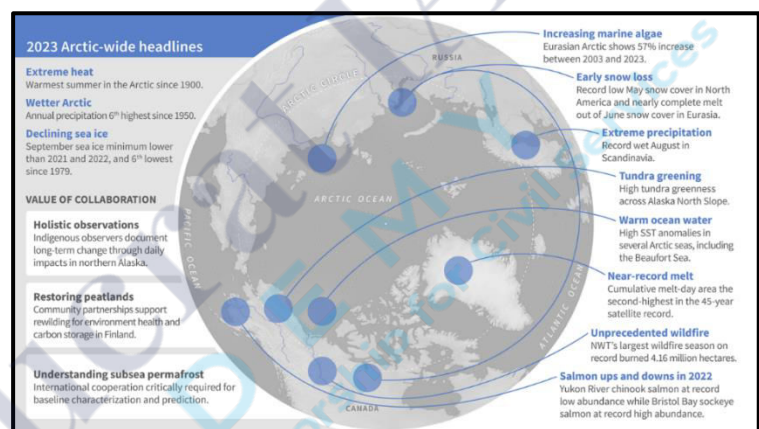 2023 Arctic-wide headlines
Extreme heat
Warmest summer in the Arctic since 1900.
Wetter Arctic
Annual precipitation 6th highest since 1950.
Declining sea ice
September sea ice minimum lower
than 2021 and 2022, and 6th lowest
since 1979.
VALUE OF COLLABORATION
Holistic observations
Indigenous observers document
long-term change through daily
impacts in northern Alaska.
Restoring peatlands
Community partnerships support
rewilding for environment health and
carbon storage in Finland.
Understanding subsea permafrost
International cooperation critically required for
baseline characterization and prediction.
ARCTIC CIRCLE
RUSSIA
ARCTIC OCEAN
PACIFIC OCEAN
ATLANTIC OCEAN
CANADA
Increasing marine algae
Eurasian Arctic shows 57% increase
between 2003 and 2023.
Early snow loss
Record low May snow cover in North
America and nearly complete melt
out of June snow cover in Eurasia.
Extreme precipitation
Record wet August in
Scandinavia.
Tundra greening
High tundra greenness
across Alaska North Slope.
Warm ocean water
High SST anomalies in
several Arctic seas, including
the Beaufort Sea.
Near-record melt
Cumulative melt-day area the
second-highest in the 45-year
satellite record.
Unprecedented wildfire
NWT's largest wildfire season on
record burned 4.16 million hectares.
Salmon ups and downs in 2022
Yukon River chinook salmon at record
low abundance while Bristol Bay sockeye
salmon at record high abundance.